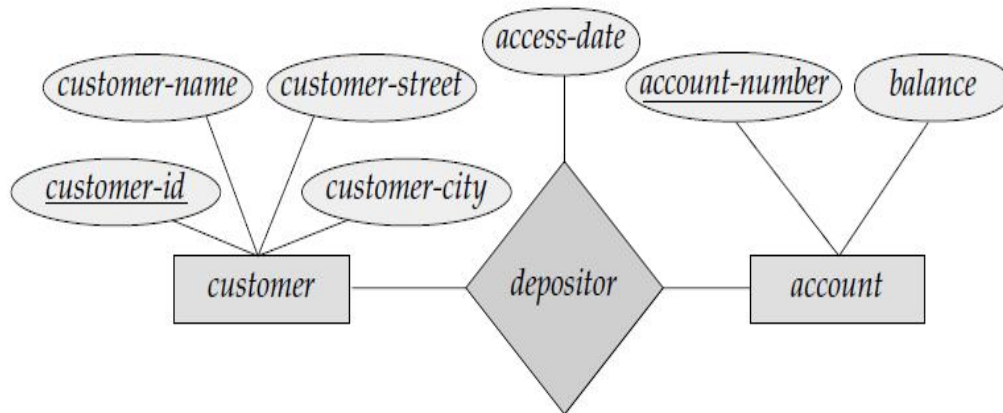 access-date
customer-name
customer-street
account-number
balance
customer-id
customer-city
customer
depositor
account